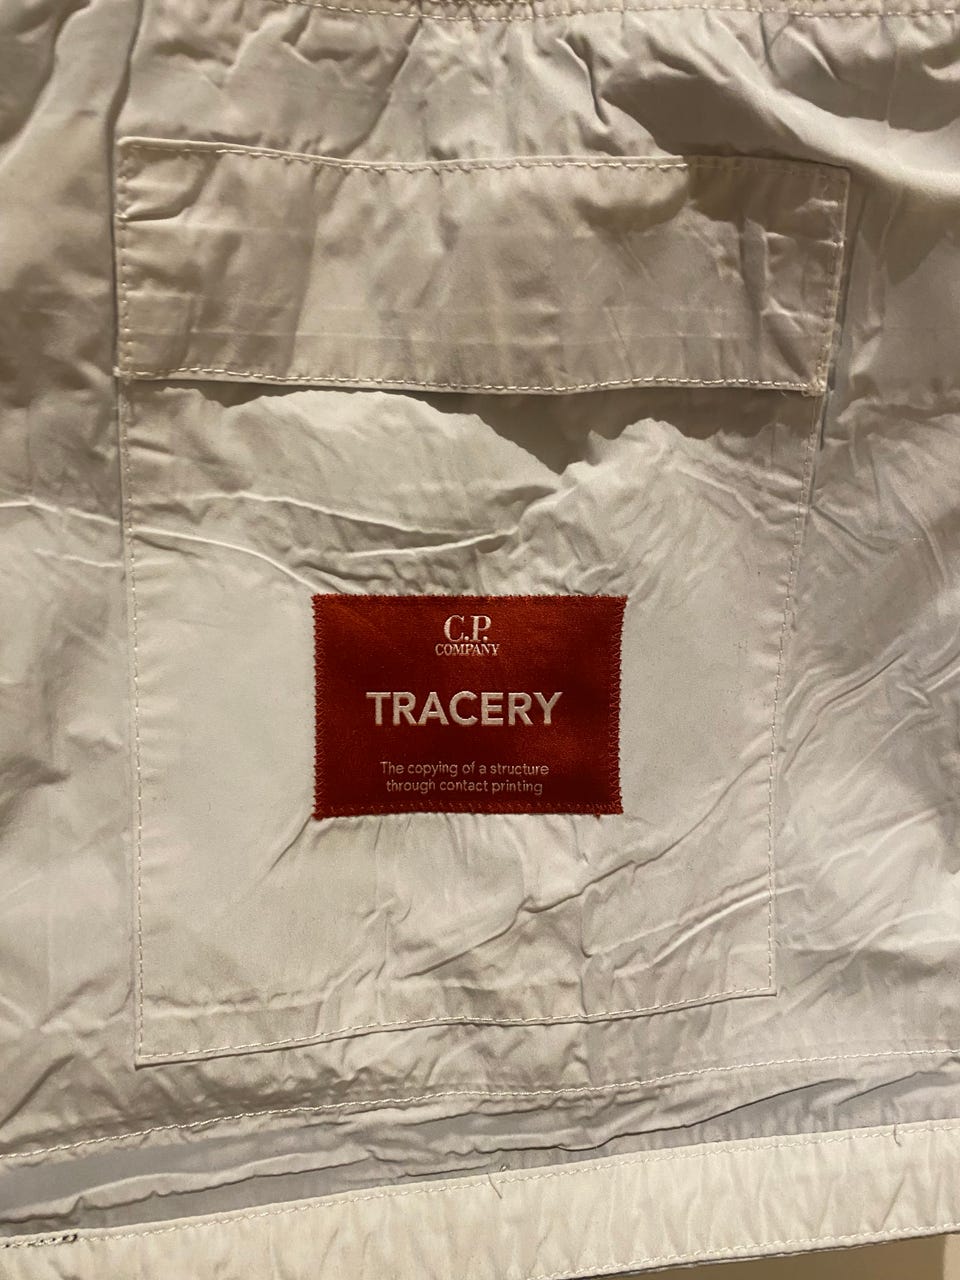 C.P.
COMPANY
TRACERY
The copying of a structure
through contact printing